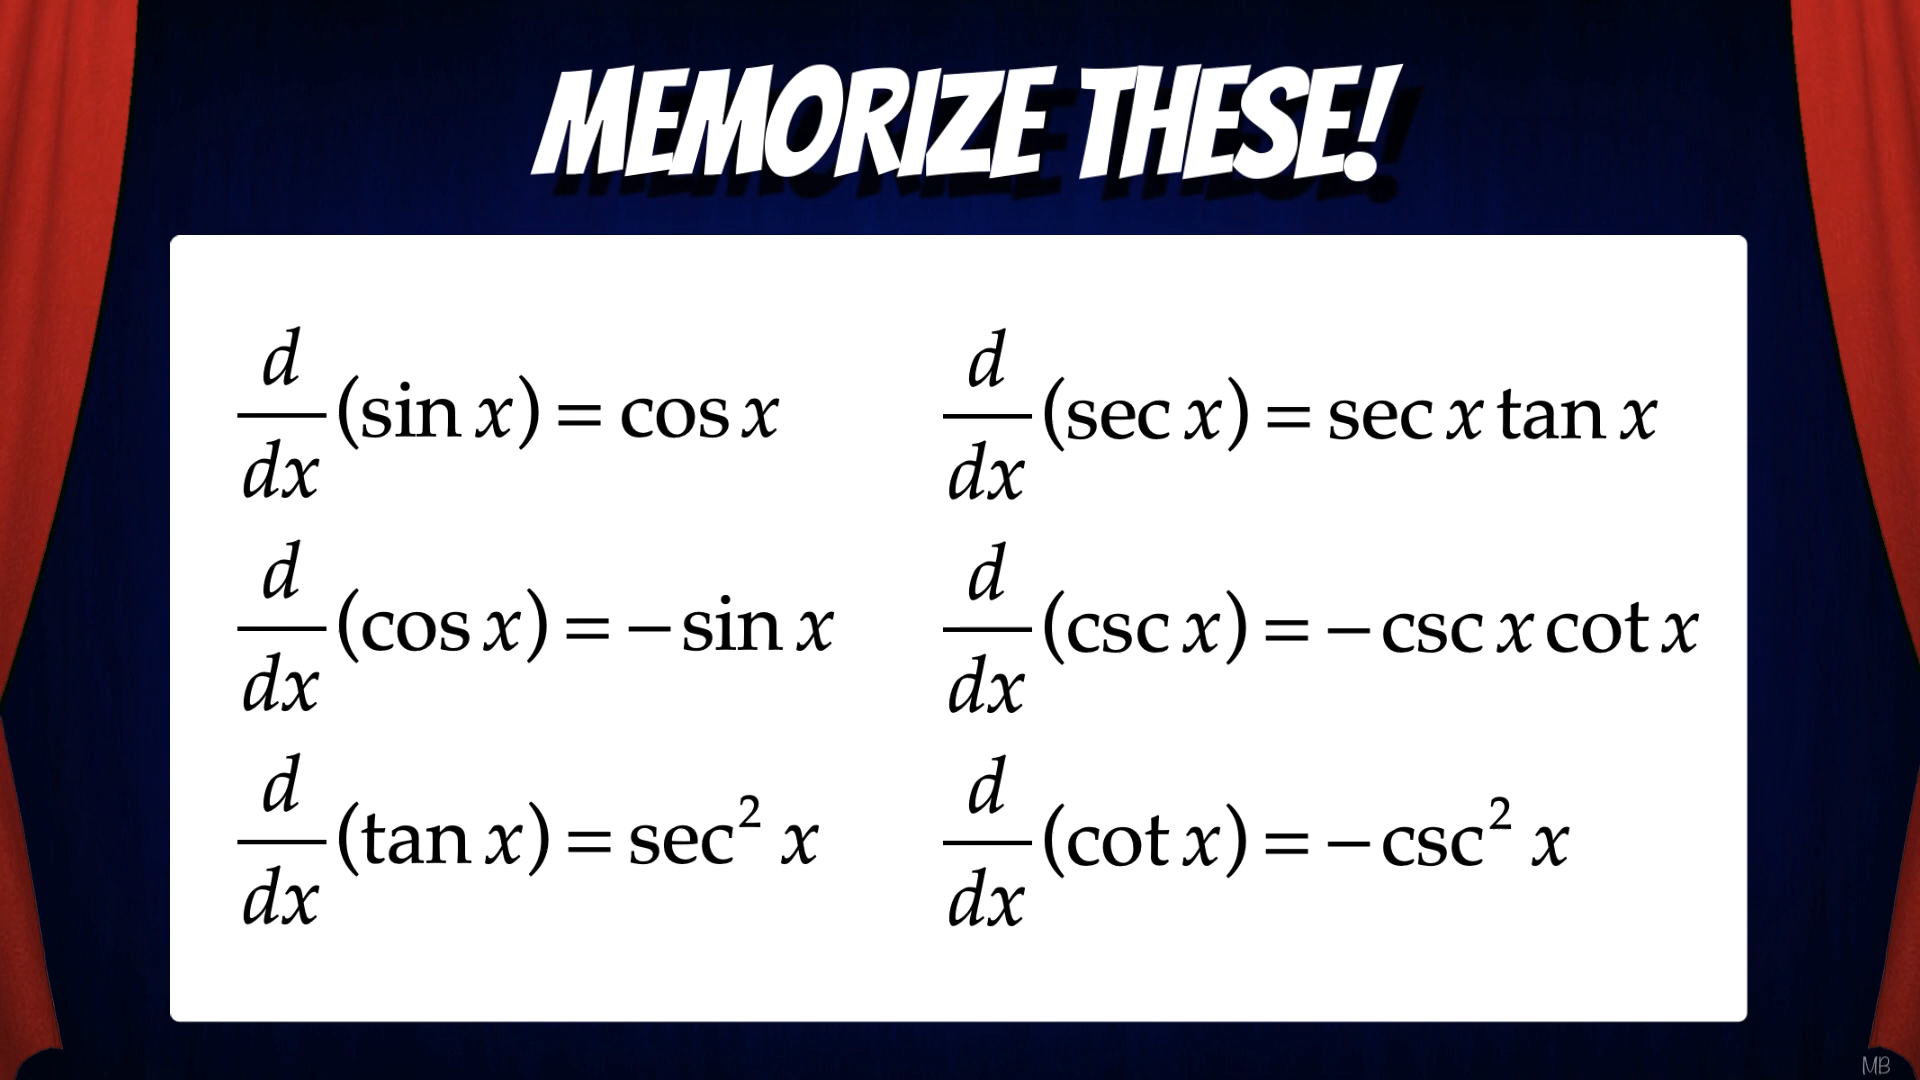 MEMORIZE THESE!
d/dx (sin x) = cos x
d/dx (cos x) = −sin x
d/dx (tan x) = sec² x
d/dx (sec x) = sec x tan x
d/dx (csc x) = −csc x cot x
d/dx (cot x) = −csc² x
MB